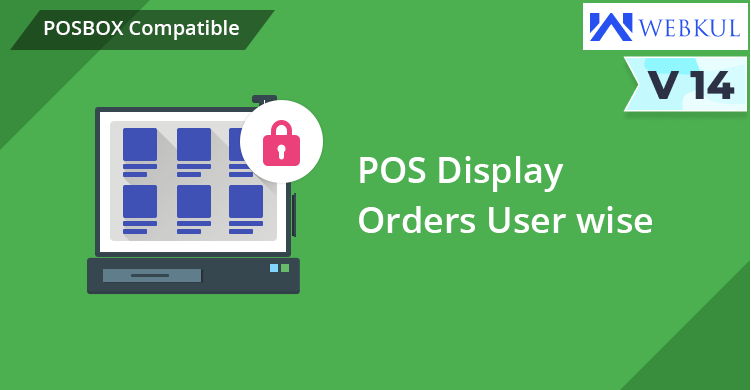 POSBOX Compatible
WEBKUL
V 14
POS Display
Orders User wise